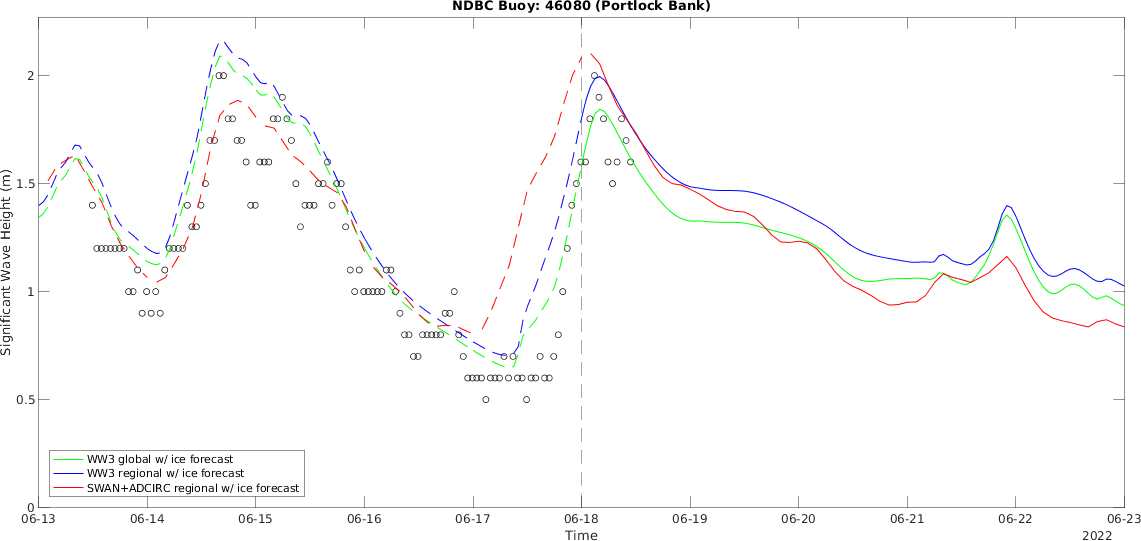 NDBC Buoy: 46080 (Portlock Bank)
Significant Wave Height (m)
2
1.5
1
0.5
0
WW3 global w/ ice forecast
WW3 regional w/ ice forecast
SWAN+ADCIRC regional w/ ice forecast
06-13 06-14 06-15 06-16 06-17 06-18 06-19 06-20 06-21 06-22 06-23
Time
2022